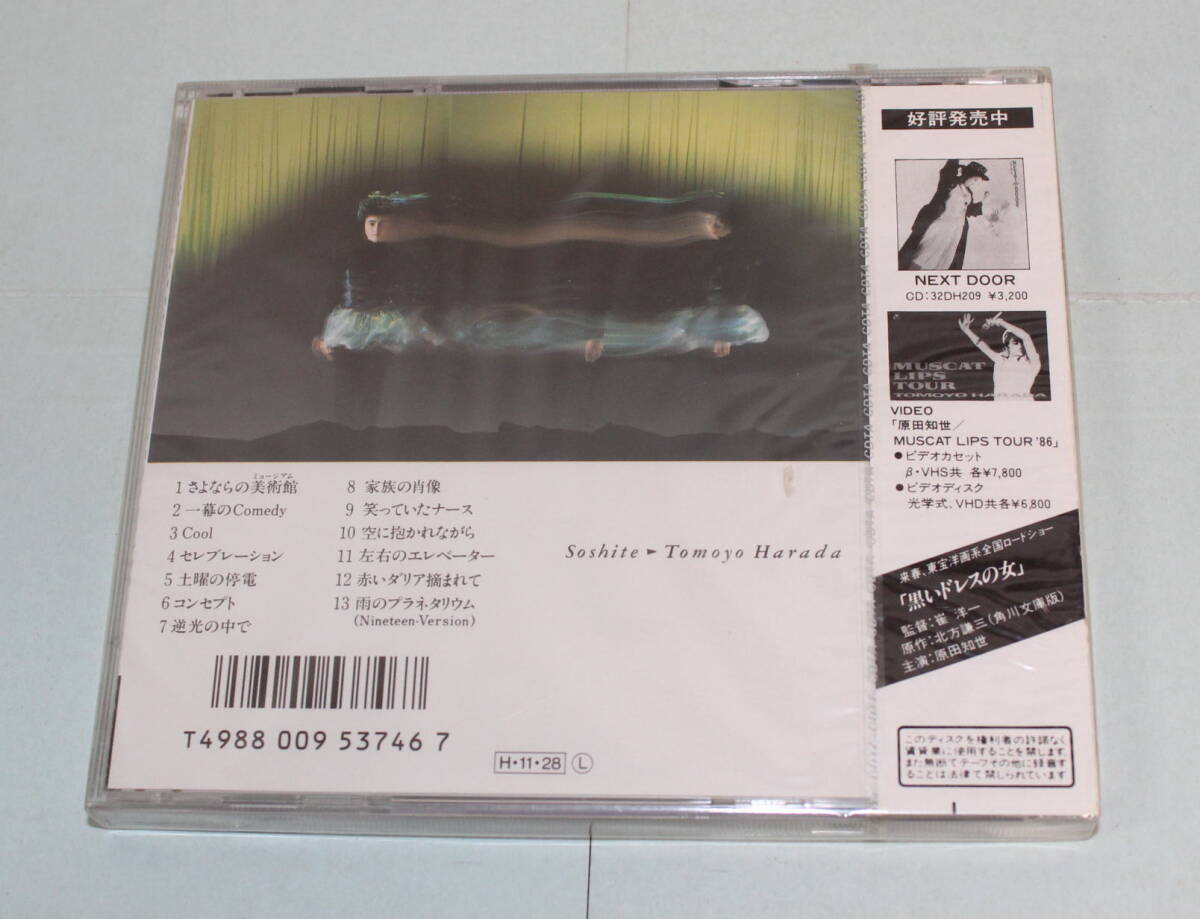 ミュージアム
1 さよならの美術館
2 一幕のComedy
3 Cool
4 セレブレーション
5 土曜の停電
6 コンセプト
7 逆光の中で
8 家族の肖像
9 笑っていたナース
10 空に抱かれながら
11 左右のエレベーター
12 赤いダリア摘まれて
13 雨のプラネタリウム
(Nineteen-Version)
Soshite ► Tomoyo Harada
T4988 009 53746 7
H・11・28 Ⓛ
好評発売中
NEXT DOOR
CD:32DH209 ¥3,200
MUSCAT
LIPS
TOUR
TOMOYO HARADA
VIDEO
「原田知世/
MUSCAT LIPS TOUR '86」
●ビデオカセット
β・VHS共 各¥7,800
●ビデオディスク
光学式、VHD共各¥6,800
来春、東宝洋画系全国ロードショー
「黒いドレスの女」
監督:崔 洋一
原作:北方謙三(角川文庫版)
主演:原田知世
このディスクを権利者の許諾なく
賃貸業に使用することを禁じます
また無断てテープその他に録音す
ることは法律て禁しられています